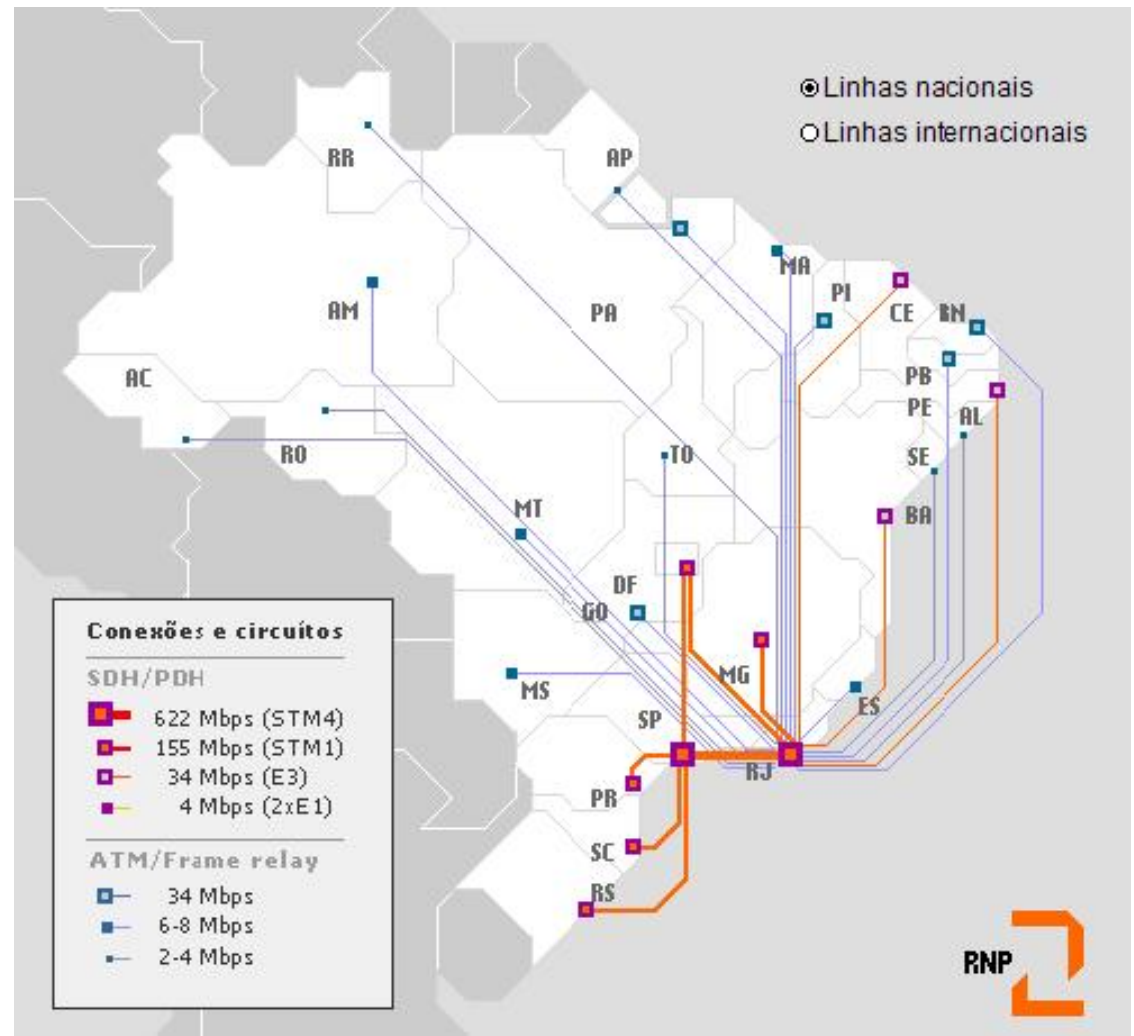 Linhas nacionais
Linhas internacionais
RR
AP
MA
PI
CE
RN
AM
PA
AC
PB
PE
AL
RO
TO
SE
BA
MT
DF
GO
MG
MS
ES
SP
RJ
PR
SC
RS
Conexões e circuítos
SDH/PDH
622 Mbps (STM4)
155 Mbps (STM1)
34 Mbps (E3)
4 Mbps (2xE1)
ATM/Frame relay
34 Mbps
6-8 Mbps
2-4 Mbps
RNP